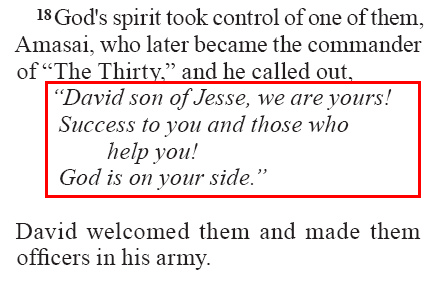 18 God's spirit took control of one of them,
Amasai, who later became the commander
of “The Thirty,” and he called out,
“David son of Jesse, we are yours!
Success to you and those who
help you!
God is on your side.”
David welcomed them and made them
officers in his army.